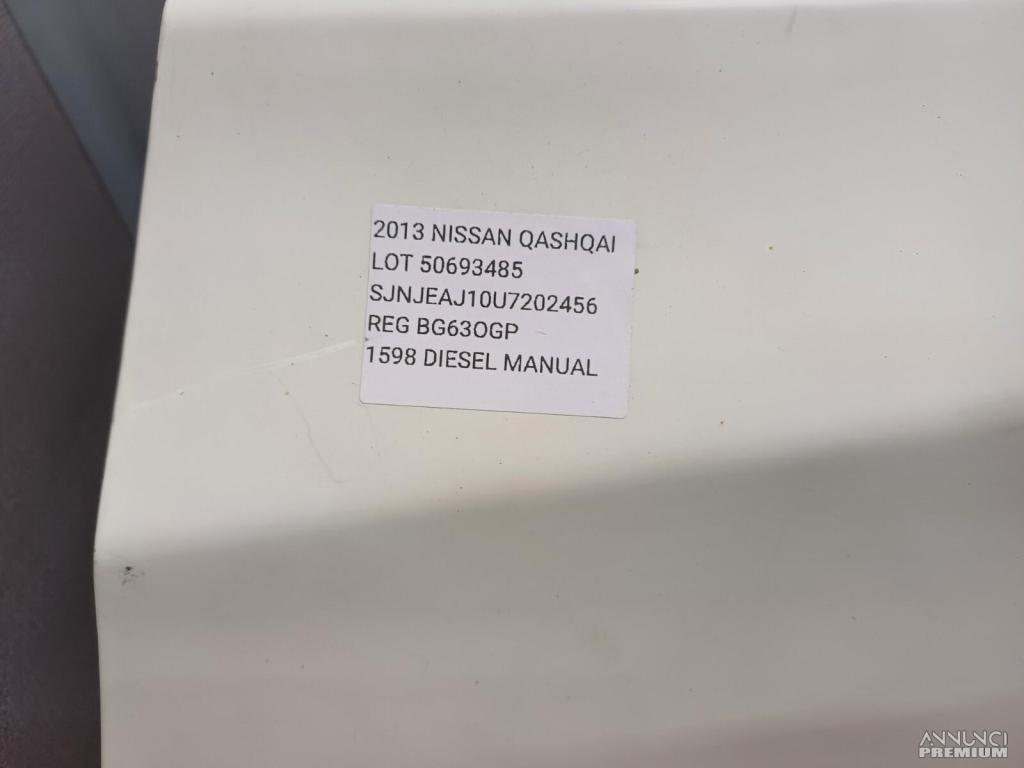 2013 NISSAN QASHQAI
LOT 50693485
SJNJEAJ10U7202456
REG BG63OGP
1598 DIESEL MANUAL
ANNUNCI
PREMIUM